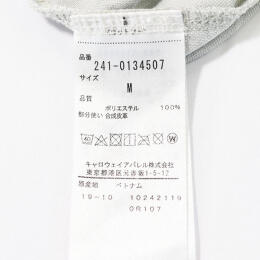 品番
241-0134507
サイズ
M
品質
ポリエステル 100%
部分使い 合成皮革
キャロウェイアパレル株式会社
東京都港区元赤坂1-5-12
原産地 ベトナム
19-10 10242119
0R107